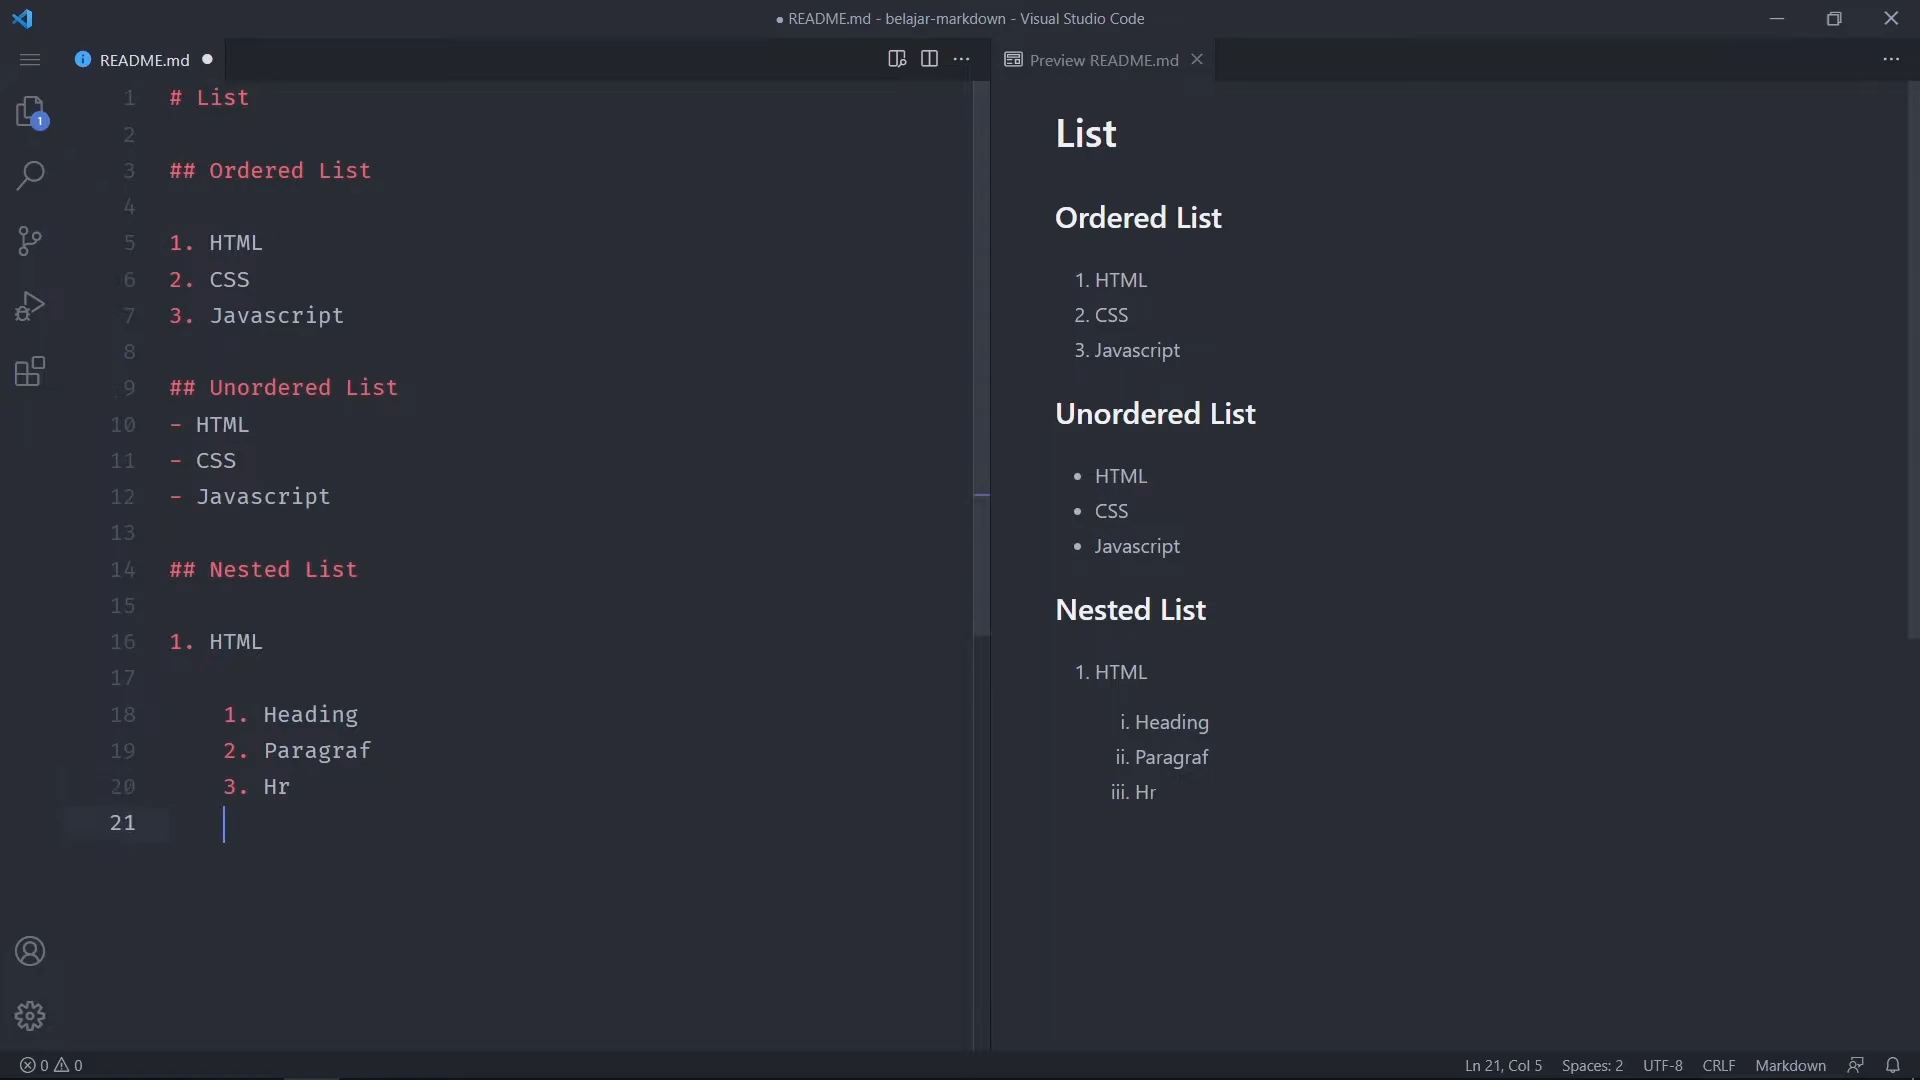 ● README.md - belajar-markdown - Visual Studio Code
README.md ●
Preview README.md
1
1 # List
2
3 ## Ordered List
4
5 1. HTML
6 2. CSS
7 3. Javascript
8
9 ## Unordered List
10 - HTML
11 - CSS
12 - Javascript
13
14 ## Nested List
15
16 1. HTML
17
18 1. Heading
19 2. Paragraf
20 3. Hr
21
List
Ordered List
1. HTML
2. CSS
3. Javascript
Unordered List
• HTML
• CSS
• Javascript
Nested List
1. HTML
i. Heading
ii. Paragraf
iii. Hr
0 0
Ln 21, Col 5 Spaces: 2 UTF-8 CRLF Markdown